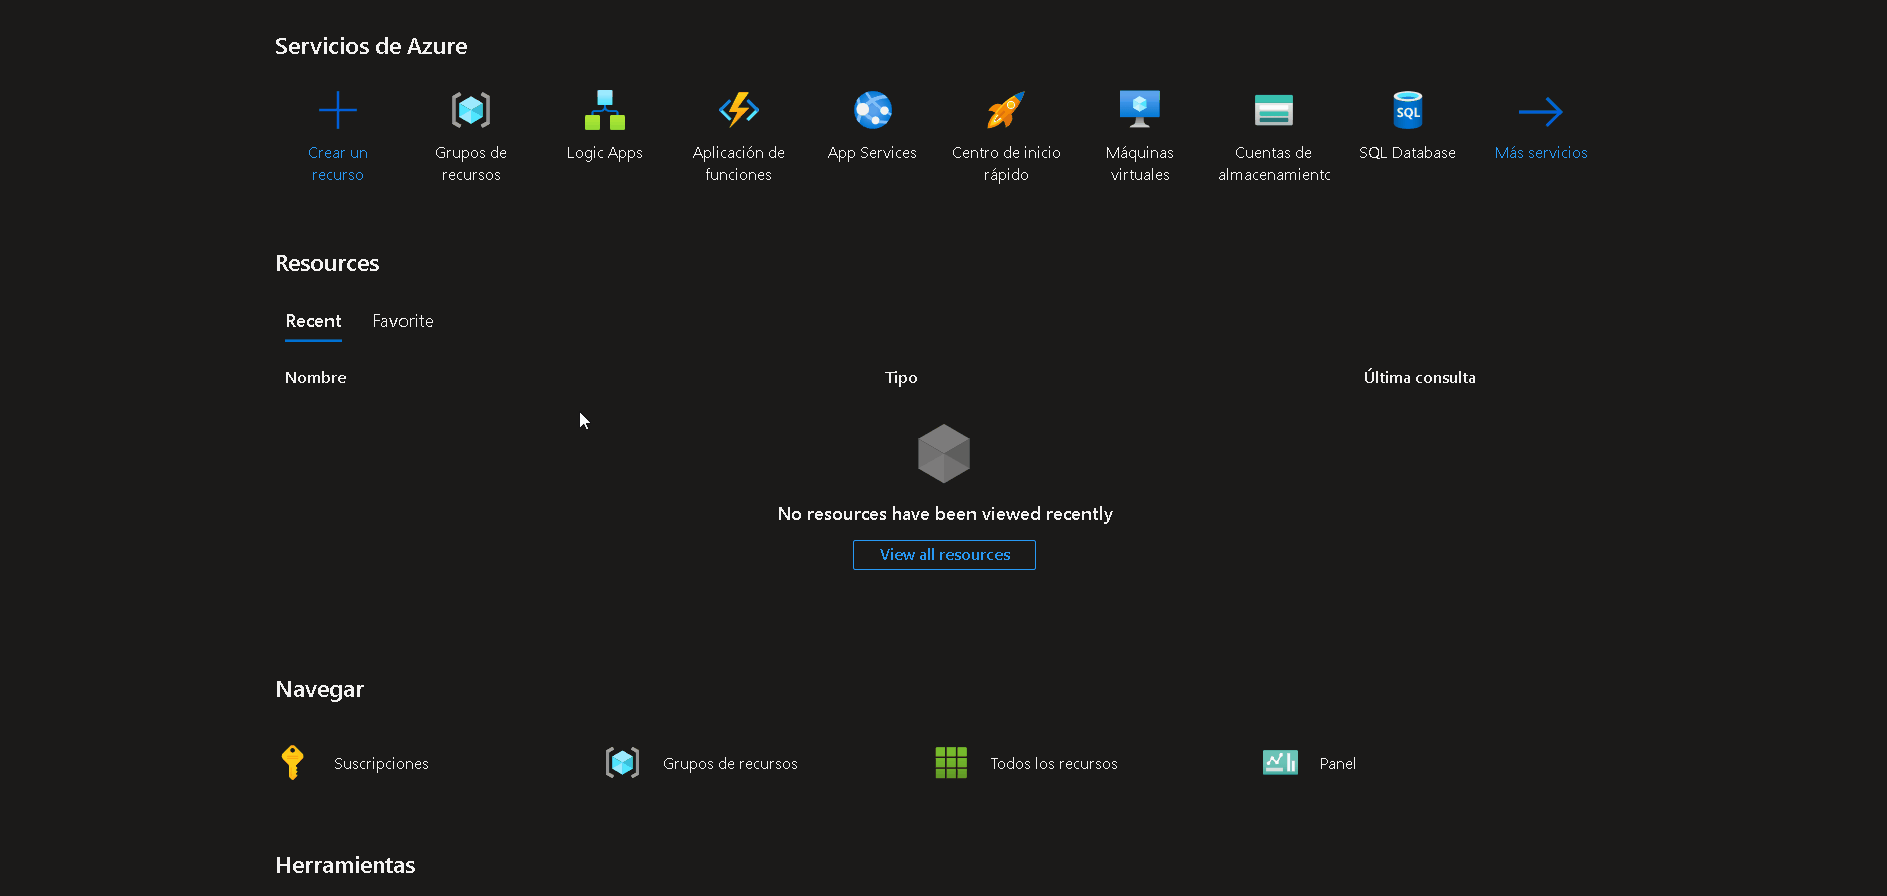 Servicios de Azure
Crear un
recurso
Grupos de
recursos
Logic Apps
Aplicación de
funciones
App Services
Centro de inicio
rápido
Máquinas
virtuales
Cuentas de
almacenamiento
SQL
SQL Database
Más servicios
Resources
Recent
Favorite
Nombre
Tipo
Última consulta
No resources have been viewed recently
View all resources
Navegar
Suscripciones
Grupos de recursos
Todos los recursos
Panel
Herramientas